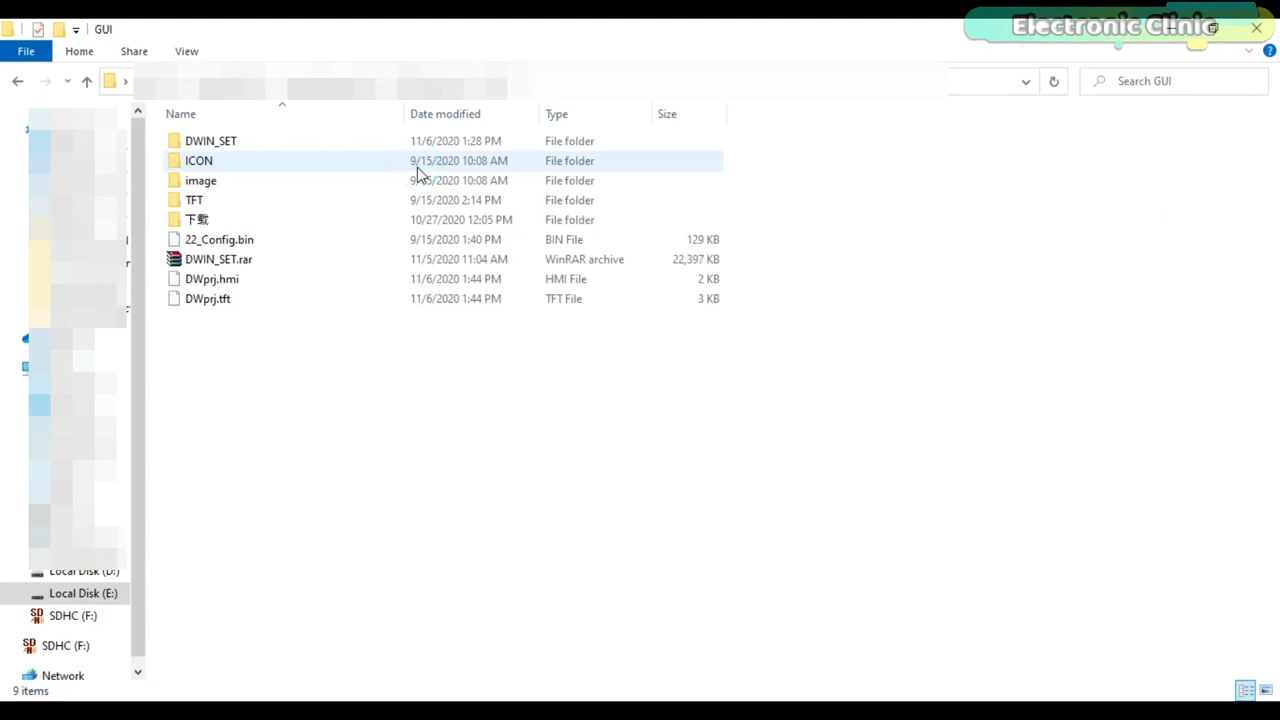 GUI
Electronic Clinic
File Home Share View
Search GUI
Name Date modified Type Size
DWIN_SET 11/6/2020 1:28 PM File folder
ICON 9/15/2020 10:08 AM File folder
image 9/15/2020 10:08 AM File folder
TFT 9/15/2020 2:14 PM File folder
下载 10/27/2020 12:05 PM File folder
22_Config.bin 9/15/2020 1:40 PM BIN File 129 KB
DWIN_SET.rar 11/5/2020 11:04 AM WinRAR archive 22,397 KB
DWprj.hmi 11/6/2020 1:44 PM HMI File 2 KB
DWprj.tft 11/6/2020 1:44 PM TFT File 3 KB
Local Disk (D:)
Local Disk (E:)
SDHC (F:)
SDHC (F:)
Network
9 items